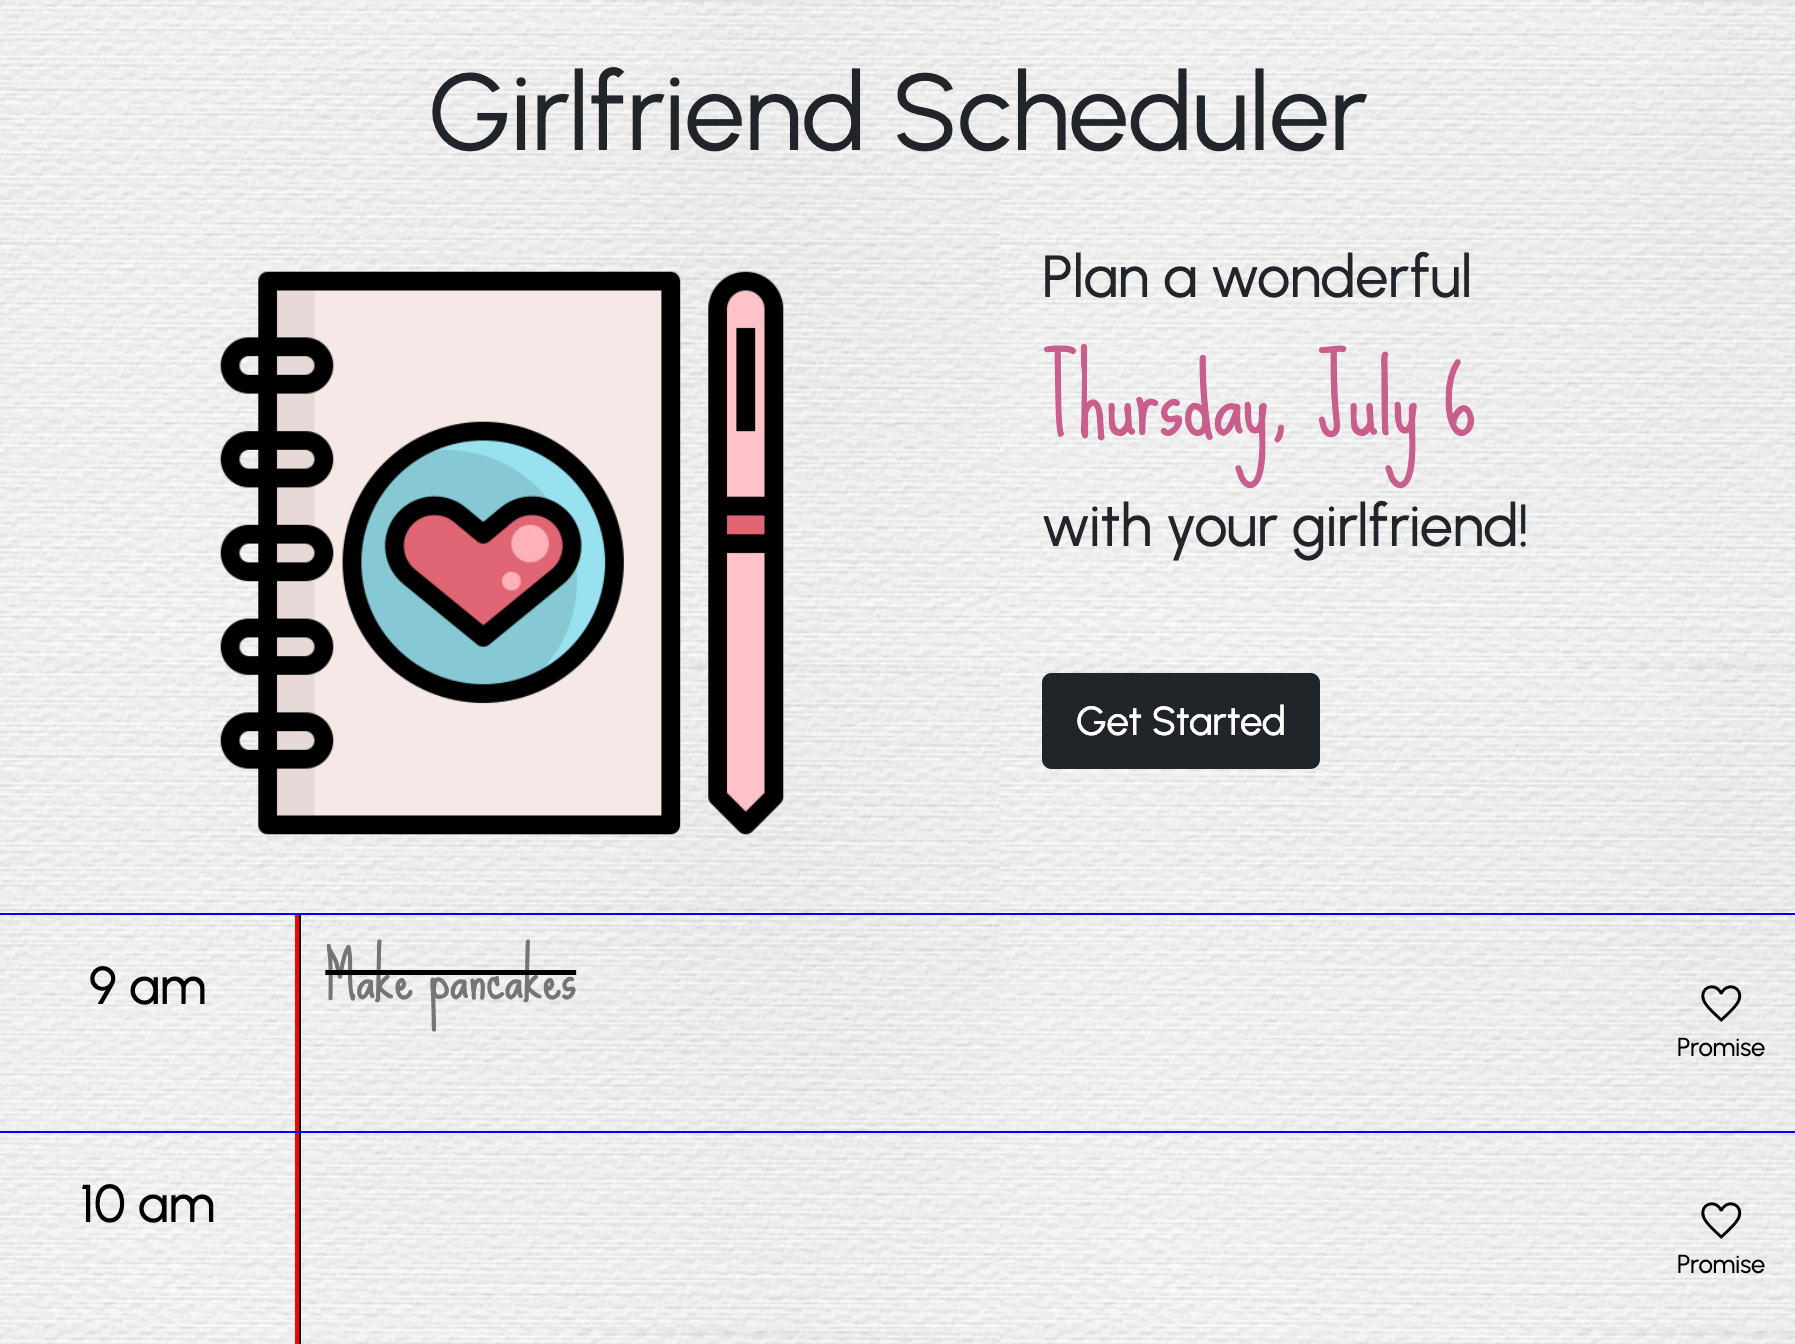 Girlfriend Scheduler
Plan a wonderful
Thursday, July 6
with your girlfriend!
Get Started
9 am
Make pancakes
Promise
10 am
Promise